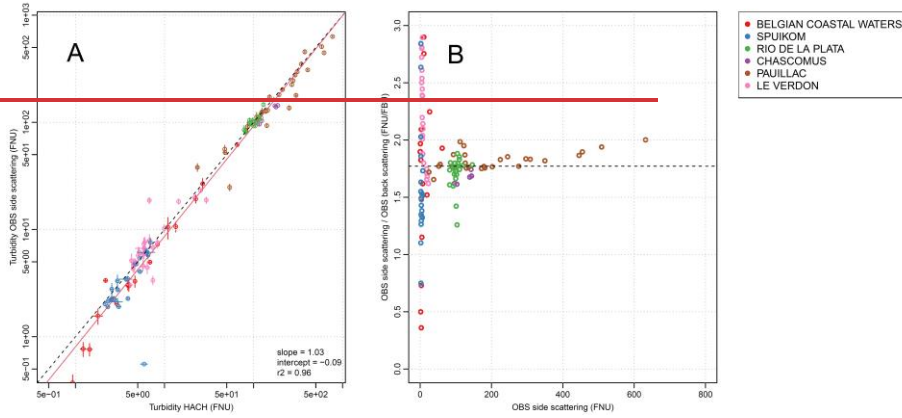 A
1e+03
5e+02
1e+02
5e+01
1e+01
5e+00
1e+00
5e−01
Turbidity OBS side scattering (FNU)
slope = 1.03
intercept = −0.09
r2 = 0.96
5e−01
5e+00
5e+01
5e+02
Turbidity HACH (FNU)
B
3.0
2.5
2.0
1.5
1.0
0.5
0.0
OBS side scattering / OBS back scattering (FNU/FBU)
0
200
400
600
800
OBS side scattering (FNU)
BELGIAN COASTAL WATERS
SPUIKOM
RIO DE LA PLATA
CHASCOMUS
PAUILLAC
LE VERDON